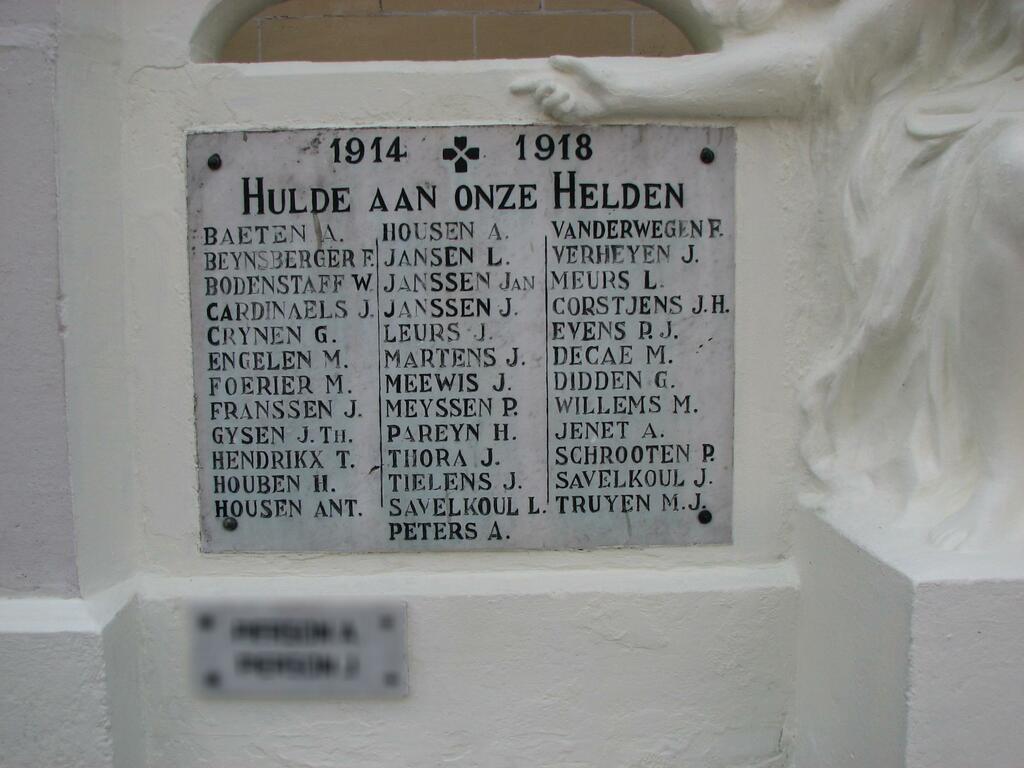 1914 1918
HULDE AAN ONZE HELDEN
BAETEN A.
BEYNSBERGER F.
BODENSTAFF W.
CARDINAELS J.
CRYNEN G.
ENGELEN M.
FOERIER M.
FRANSSEN J.
GYSEN J. TH.
HENDRIKX T.
HOUBEN H.
HOUSEN ANT.
HOUSEN A.
JANSEN L.
JANSSEN JAN
JANSSEN J.
LEURS J.
MARTENS J.
MEEWIS J.
MEYSSEN P.
PAREYN H.
THORA J.
TIELENS J.
SAVELKOUL L.
PETERS A.
VANDERWEGEN F.
VERHEYEN J.
MEURS L.
CORSTJENS J.H.
EVENS P.J.
DECAE M.
DIDDEN G.
WILLEMS M.
JENET A.
SCHROOTEN P.
SAVELKOUL J.
TRUYEN M.J.